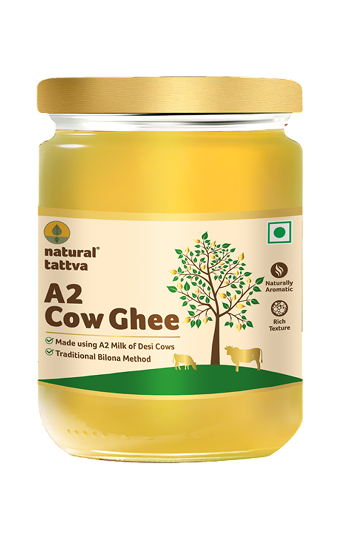 natural®
tattva
A2
Cow Ghee
Made using A2 Milk of Desi Cows
Traditional Bilona Method
Naturally
Aromatic
Rich
Texture